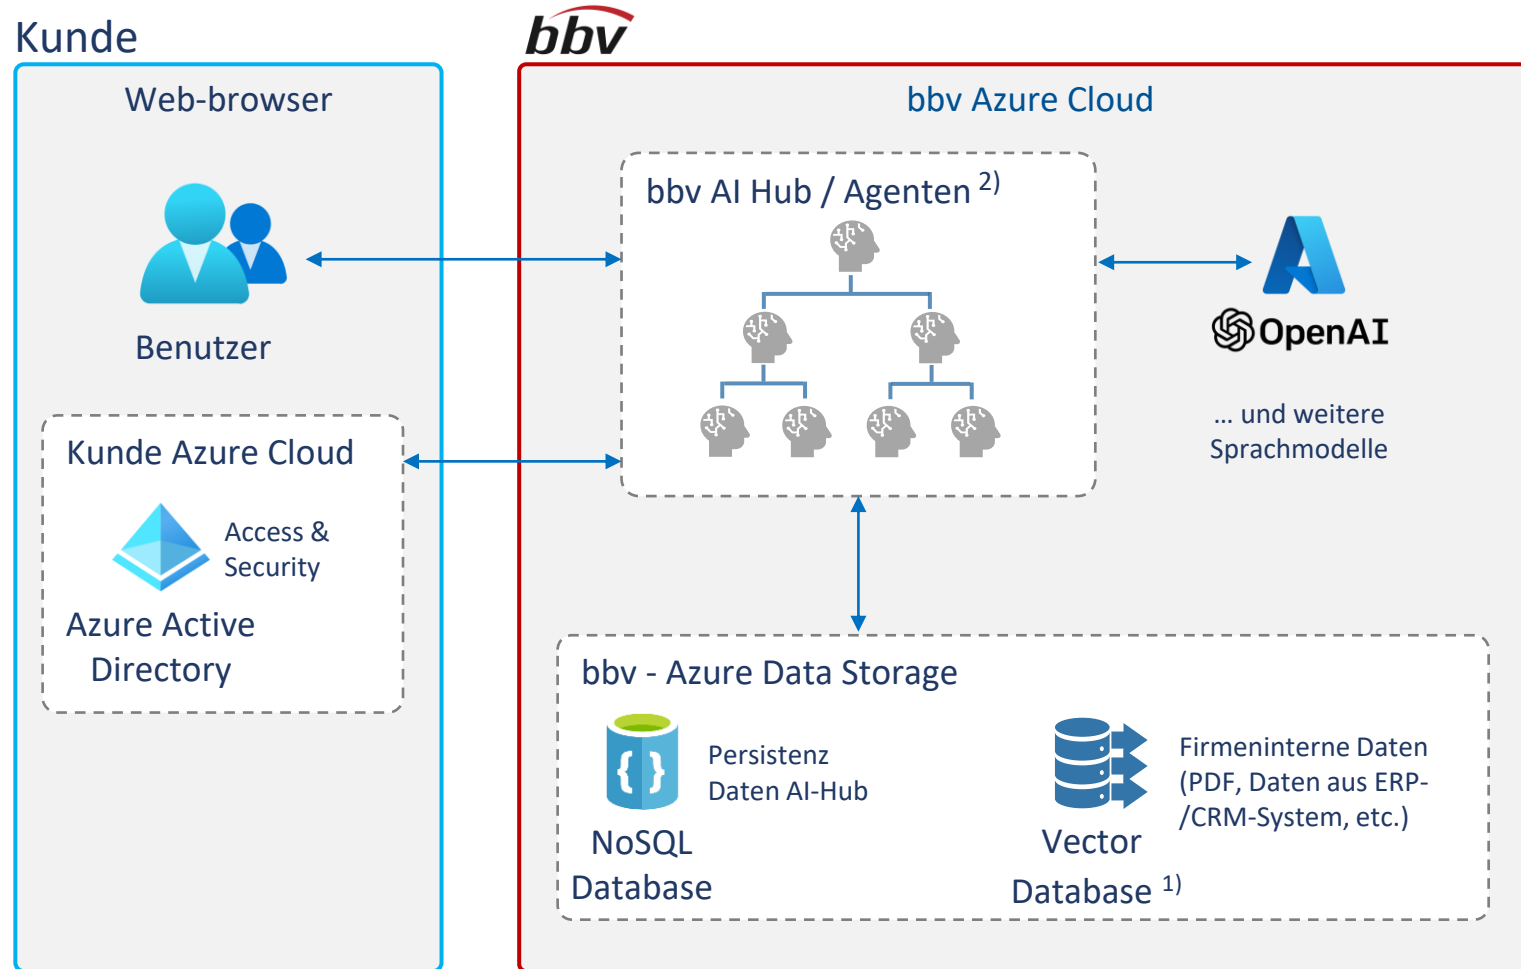 Kunde
bbv
Web-browser
bbv Azure Cloud
bbv AI Hub / Agenten 2)
Benutzer
OpenAI
... und weitere
Sprachmodelle
Kunde Azure Cloud
Access &
Security
Azure Active
Directory
bbv - Azure Data Storage
Persistenz
Daten AI-Hub
NoSQL
Database
Firmeninterne Daten
(PDF, Daten aus ERP-
/CRM-System, etc.)
Vector
Database 1)